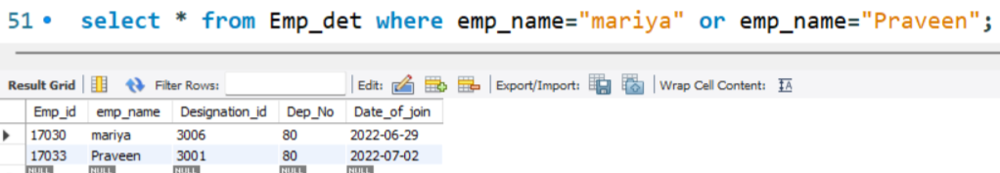 51 select * from Emp_det where emp_name="mariya" or emp_name="Praveen";
Result Grid Filter Rows: Edit: Export/Import: Wrap Cell Content: IA
Emp_id emp_name Designation_id Dep_No Date_of_join
17030 mariya 3006 80 2022-06-29
17033 Praveen 3001 80 2022-07-02
NULL NULL NULL NULL NULL